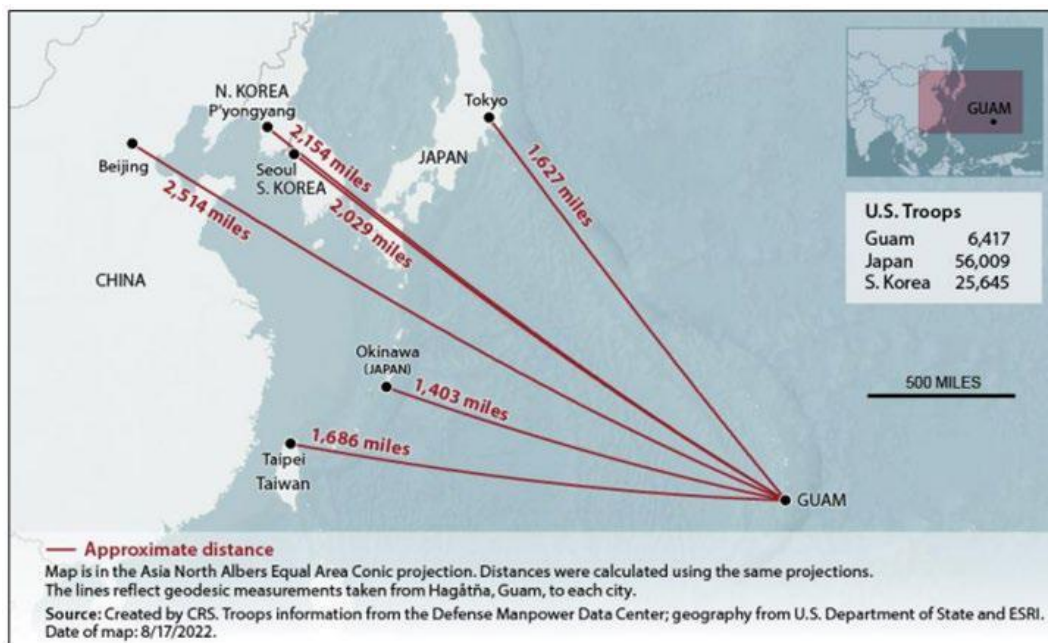 N. KOREA
P'yongyang
Tokyo
Beijing
Seoul
S. KOREA
JAPAN
2,154 miles
2,029 miles
2,514 miles
1,627 miles
CHINA
Okinawa
(JAPAN)
1,403 miles
1,686 miles
Taipei
Taiwan
GUAM
GUAM
U.S. Troops
Guam 6,417
Japan 56,009
S. Korea 25,645
500 MILES
Approximate distance
Map is in the Asia North Albers Equal Area Conic projection. Distances were calculated using the same projections.
The lines reflect geodesic measurements taken from Hagåtña, Guam, to each city.
Source: Created by CRS. Troops information from the Defense Manpower Data Center; geography from U.S. Department of State and ESRI.
Date of map: 8/17/2022.